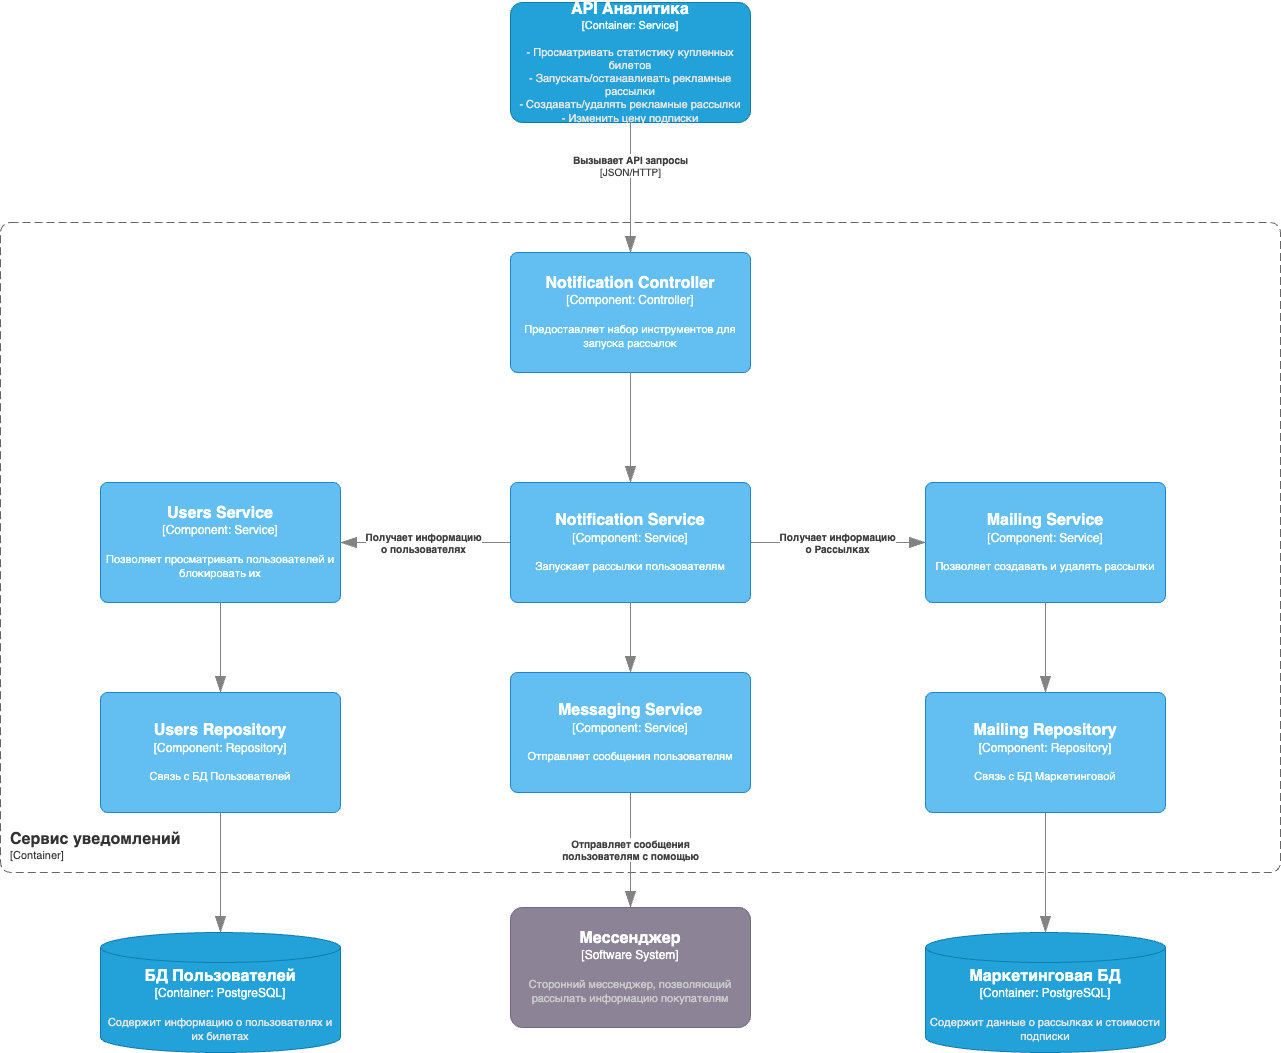 API Аналитика
[Container: Service]
- Просматривать статистику купленных
билетов
- Запускать/останавливать рекламные
рассылки
- Создавать/удалять рекламные рассылки
- Изменить цену подписки
Вызывает API запросы
[JSON/HTTP]
Notification Controller
[Component: Controller]
Предоставляет набор инструментов для
запуска рассылок
Users Service
[Component: Service]
Позволяет просматривать пользователей и
блокировать их
Получает информацию
о пользователях
Notification Service
[Component: Service]
Запускает рассылки пользователям
Получает информацию
о Рассылках
Mailing Service
[Component: Service]
Позволяет создавать и удалять рассылки
Users Repository
[Component: Repository]
Связь с БД Пользователей
Messaging Service
[Component: Service]
Отправляет сообщения пользователям
Mailing Repository
[Component: Repository]
Связь с БД Маркетинговой
Сервис уведомлений
[Container]
Отправляет сообщения
пользователям с помощью
БД Пользователей
[Container: PostgreSQL]
Содержит информацию о пользователях и
их билетах
Мессенджер
[Software System]
Сторонний мессенджер, позволяющий
рассылать информацию покупателям
Маркетинговая БД
[Container: PostgreSQL]
Содержит данные о рассылках и стоимости
подписки